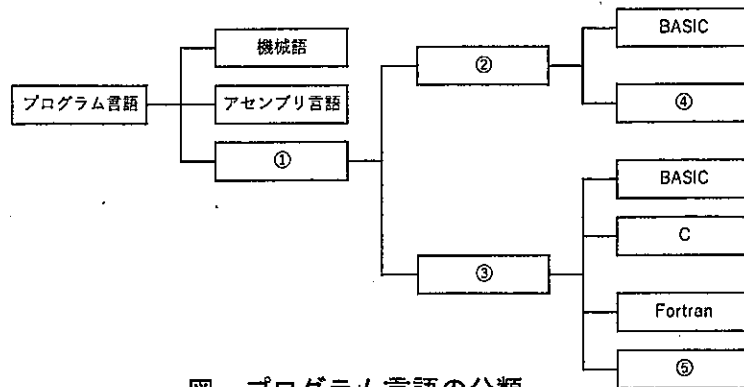 BASIC
機械語
②
プログラム言語
アセンブリ言語
④
①
BASIC
C
③
Fortran
⑤
図 プログラム言語の分類